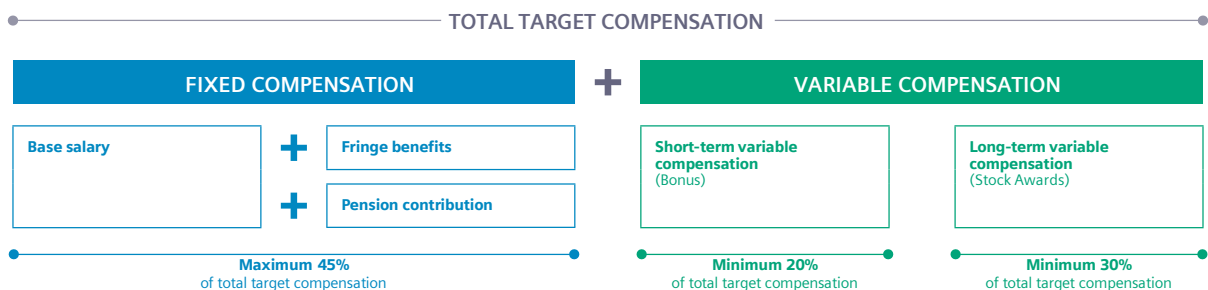 TOTAL TARGET COMPENSATION
FIXED COMPENSATION
+
VARIABLE COMPENSATION
Base salary
+
Fringe benefits
+
Pension contribution
Short-term variable
compensation
(Bonus)
Long-term variable
compensation
(Stock Awards)
Maximum 45%
of total target compensation
Minimum 20%
of total target compensation
Minimum 30%
of total target compensation